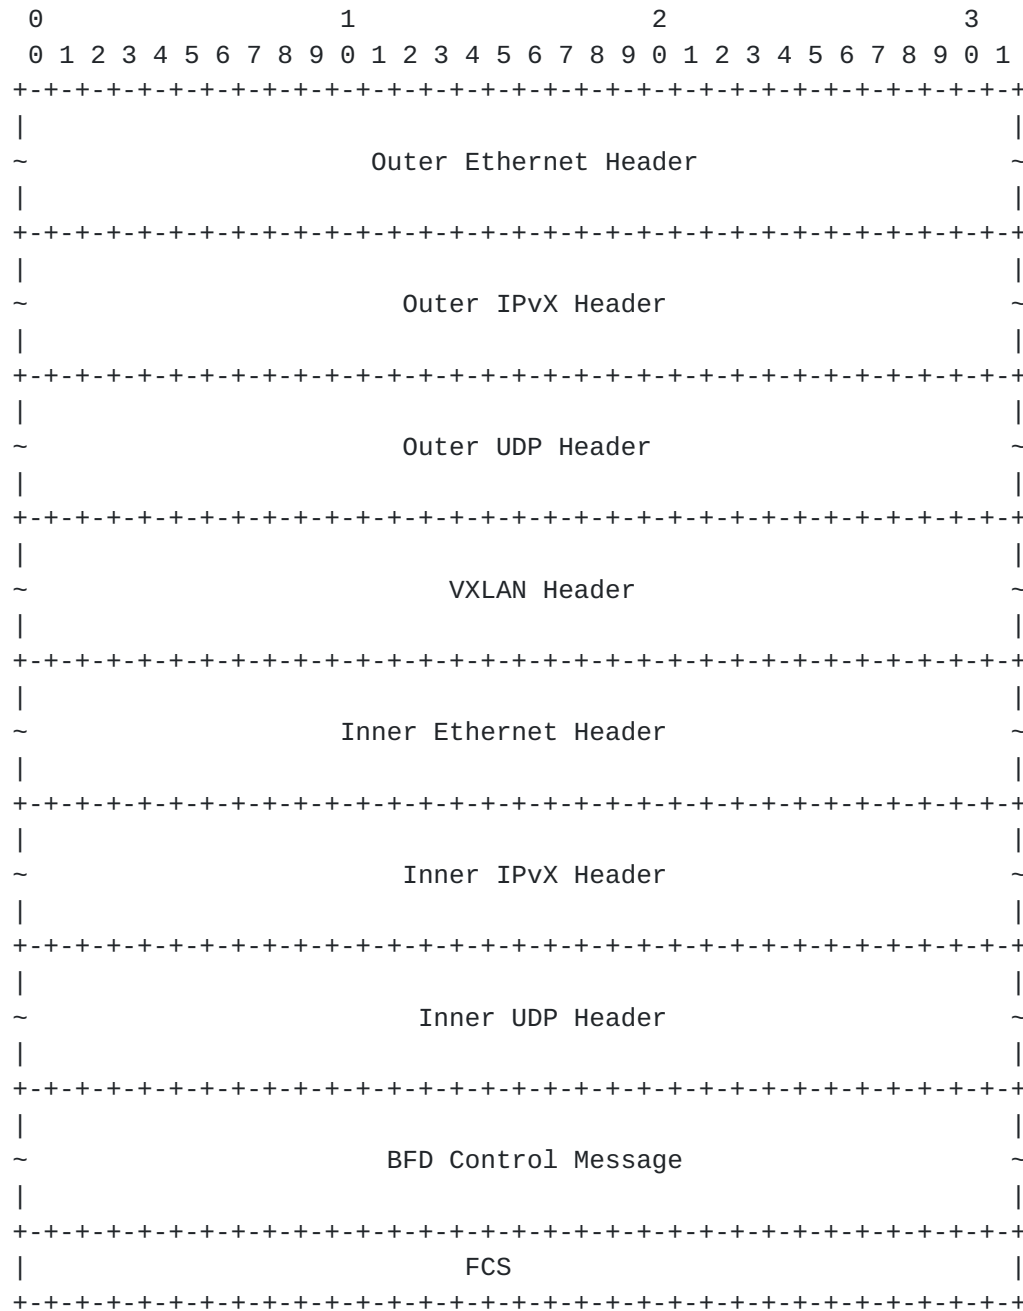 0                   1                   2                   3
 0 1 2 3 4 5 6 7 8 9 0 1 2 3 4 5 6 7 8 9 0 1 2 3 4 5 6 7 8 9 0 1
+-+-+-+-+-+-+-+-+-+-+-+-+-+-+-+-+-+-+-+-+-+-+-+-+-+-+-+-+-+-+-+-+
|                                                               |
~                      Outer Ethernet Header                    ~
|                                                               |
+-+-+-+-+-+-+-+-+-+-+-+-+-+-+-+-+-+-+-+-+-+-+-+-+-+-+-+-+-+-+-+-+
|                                                               |
~                        Outer IPvX Header                      ~
|                                                               |
+-+-+-+-+-+-+-+-+-+-+-+-+-+-+-+-+-+-+-+-+-+-+-+-+-+-+-+-+-+-+-+-+
|                                                               |
~                        Outer UDP Header                       ~
|                                                               |
+-+-+-+-+-+-+-+-+-+-+-+-+-+-+-+-+-+-+-+-+-+-+-+-+-+-+-+-+-+-+-+-+
|                                                               |
~                           VXLAN Header                        ~
|                                                               |
+-+-+-+-+-+-+-+-+-+-+-+-+-+-+-+-+-+-+-+-+-+-+-+-+-+-+-+-+-+-+-+-+
|                                                               |
~                    Inner Ethernet Header                      ~
|                                                               |
+-+-+-+-+-+-+-+-+-+-+-+-+-+-+-+-+-+-+-+-+-+-+-+-+-+-+-+-+-+-+-+-+
|                                                               |
~                        Inner IPvX Header                      ~
|                                                               |
+-+-+-+-+-+-+-+-+-+-+-+-+-+-+-+-+-+-+-+-+-+-+-+-+-+-+-+-+-+-+-+-+
|                                                               |
~                         Inner UDP Header                      ~
|                                                               |
+-+-+-+-+-+-+-+-+-+-+-+-+-+-+-+-+-+-+-+-+-+-+-+-+-+-+-+-+-+-+-+-+
|                                                               |
~                       BFD Control Message                     ~
|                                                               |
+-+-+-+-+-+-+-+-+-+-+-+-+-+-+-+-+-+-+-+-+-+-+-+-+-+-+-+-+-+-+-+-+
|                            FCS                                |
+-+-+-+-+-+-+-+-+-+-+-+-+-+-+-+-+-+-+-+-+-+-+-+-+-+-+-+-+-+-+-+-+